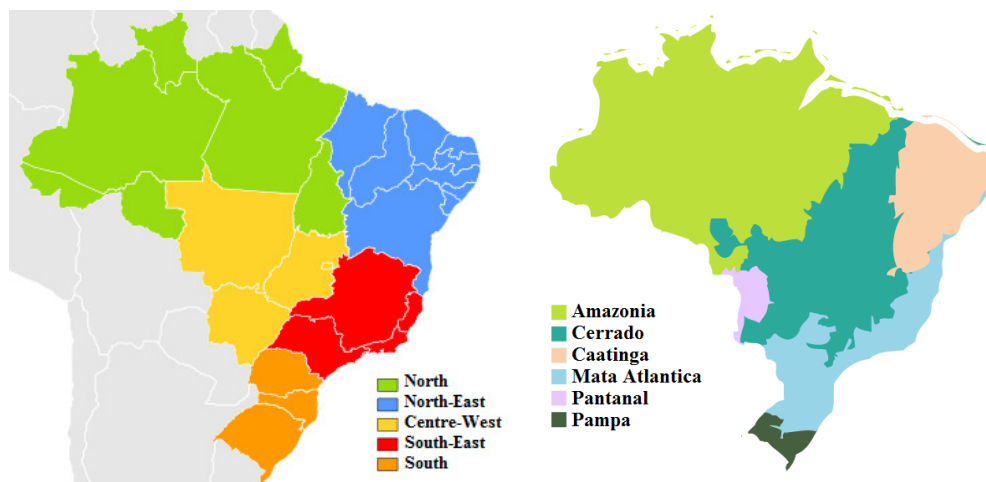 North
North-East
Centre-West
South-East
South
Amazonia
Cerrado
Caatinga
Mata Atlantica
Pantanal
Pampa